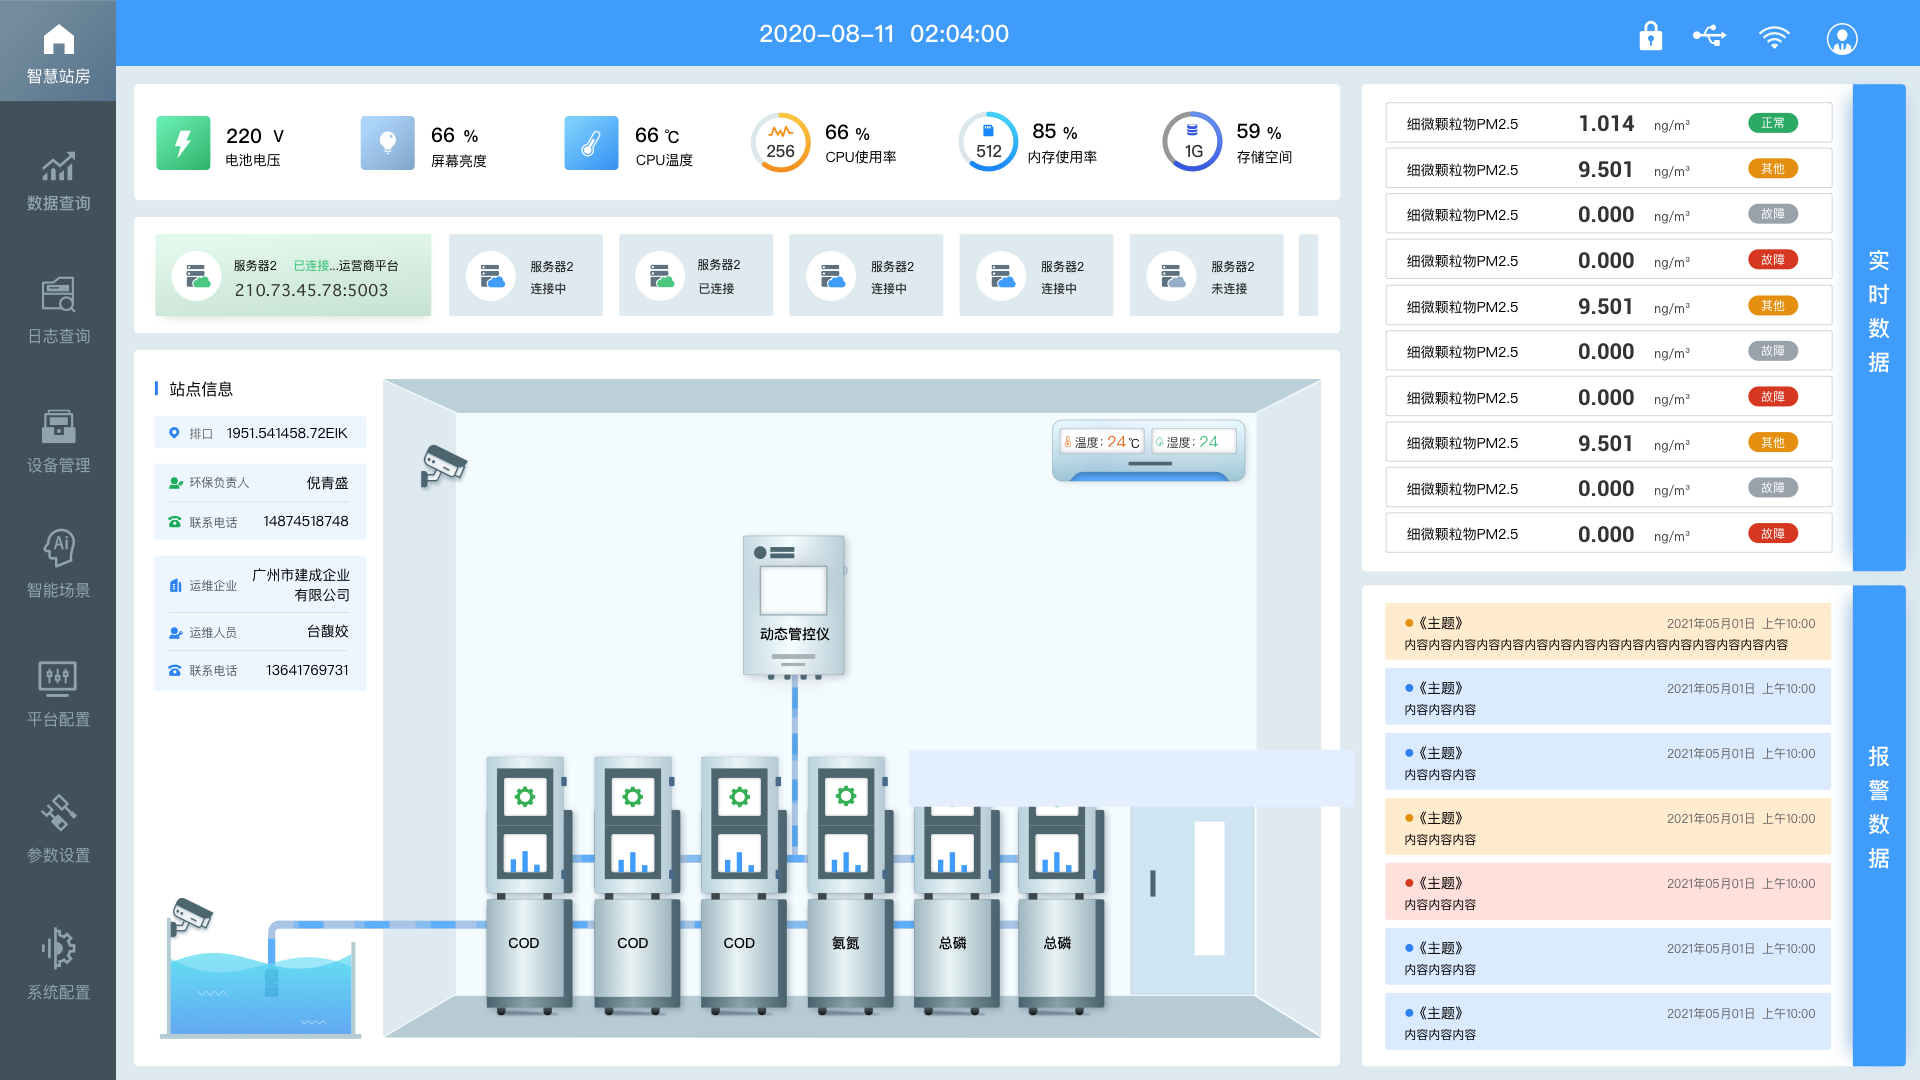 2020-08-11 02:04:00
智慧站房
数据查询
日志查询
设备管理
Ai
智能场景
平台配置
参数设置
系统配置
220 V
电池电压
66 %
屏幕亮度
66 ℃
CPU温度
256
66 %
CPU使用率
512
85 %
内存使用率
1G
59 %
存储空间
服务器2 已连接...运营商平台
210.73.45.78:5003
服务器2
连接中
服务器2
已连接
服务器2
连接中
服务器2
连接中
服务器2
未连接
站点信息
排口 1951.541458.72EIK
环保负责人 倪青盛
联系电话 14874518748
运维企业 广州市建成企业
有限公司
运维人员 台馥姣
联系电话 13641769731
温度: 24℃ 湿度: 24
动态管控仪
COD
COD
COD
氨氮
总磷
总磷
细微颗粒物PM2.5 1.014 ng/m³ 正常
细微颗粒物PM2.5 9.501 ng/m³ 其他
细微颗粒物PM2.5 0.000 ng/m³ 故障
细微颗粒物PM2.5 0.000 ng/m³ 故障
细微颗粒物PM2.5 9.501 ng/m³ 其他
细微颗粒物PM2.5 0.000 ng/m³ 故障
细微颗粒物PM2.5 0.000 ng/m³ 故障
细微颗粒物PM2.5 9.501 ng/m³ 其他
细微颗粒物PM2.5 0.000 ng/m³ 故障
细微颗粒物PM2.5 0.000 ng/m³ 故障
实时数据
《主题》 2021年05月01日 上午10:00
内容内容内容内容内容内容内容内容内容内容内容内容内容内容内容内容
《主题》 2021年05月01日 上午10:00
内容内容内容
《主题》 2021年05月01日 上午10:00
内容内容内容
《主题》 2021年05月01日 上午10:00
内容内容内容
《主题》 2021年05月01日 上午10:00
内容内容内容
《主题》 2021年05月01日 上午10:00
内容内容内容
《主题》 2021年05月01日 上午10:00
内容内容内容
报警数据